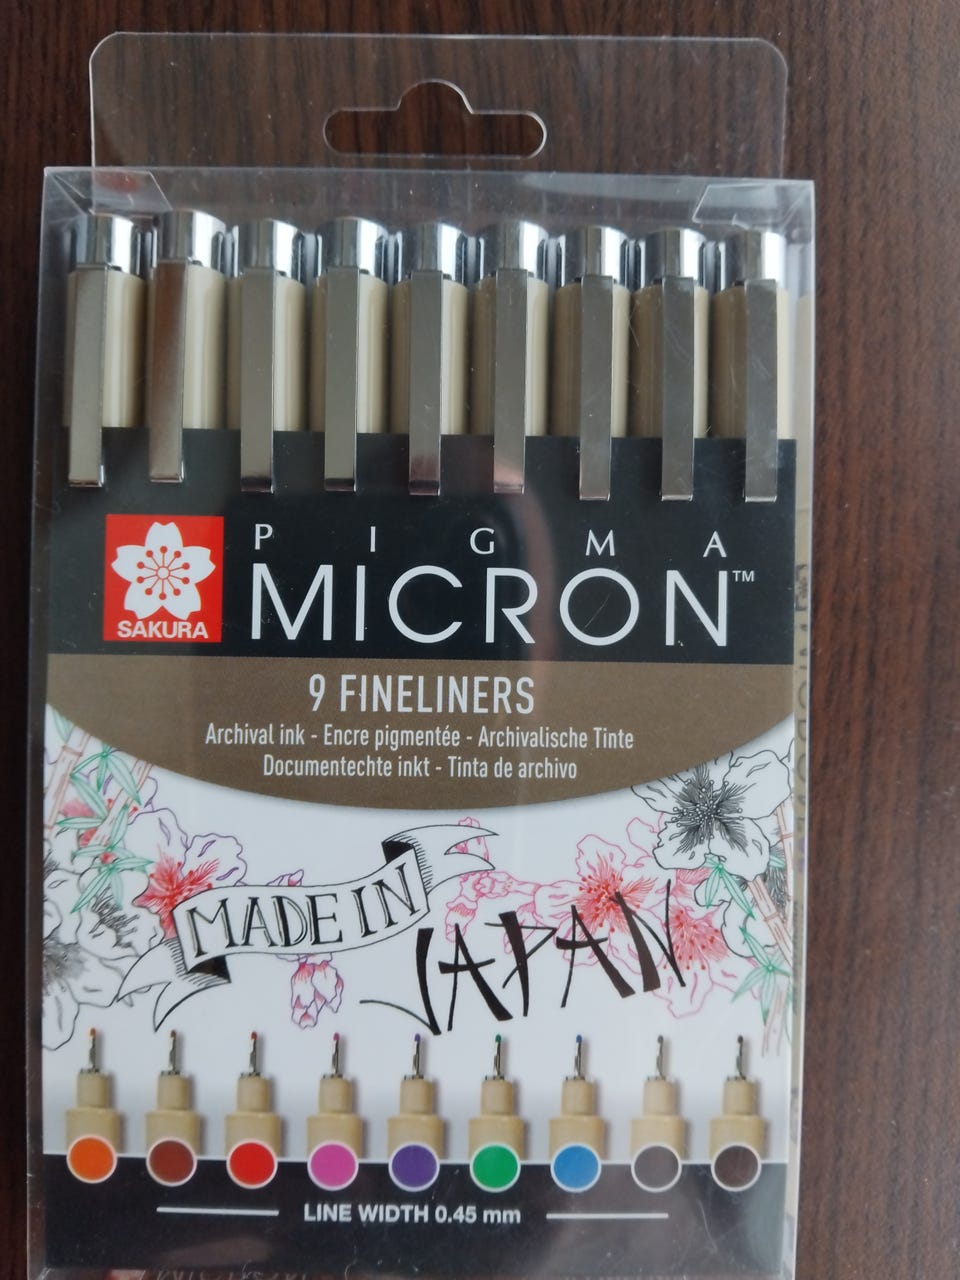 PIGMA
MICRON™
SAKURA
9 FINELINERS
Archival ink - Encre pigmentée - Archivalische Tinte
Documentechte inkt - Tinta de archivo
MADE IN
JAPAN
LINE WIDTH 0.45 mm